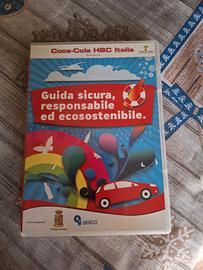 Coca-Cola HBC Italia
Guida sicura,
responsabile
ed ecosostenibile.
asico